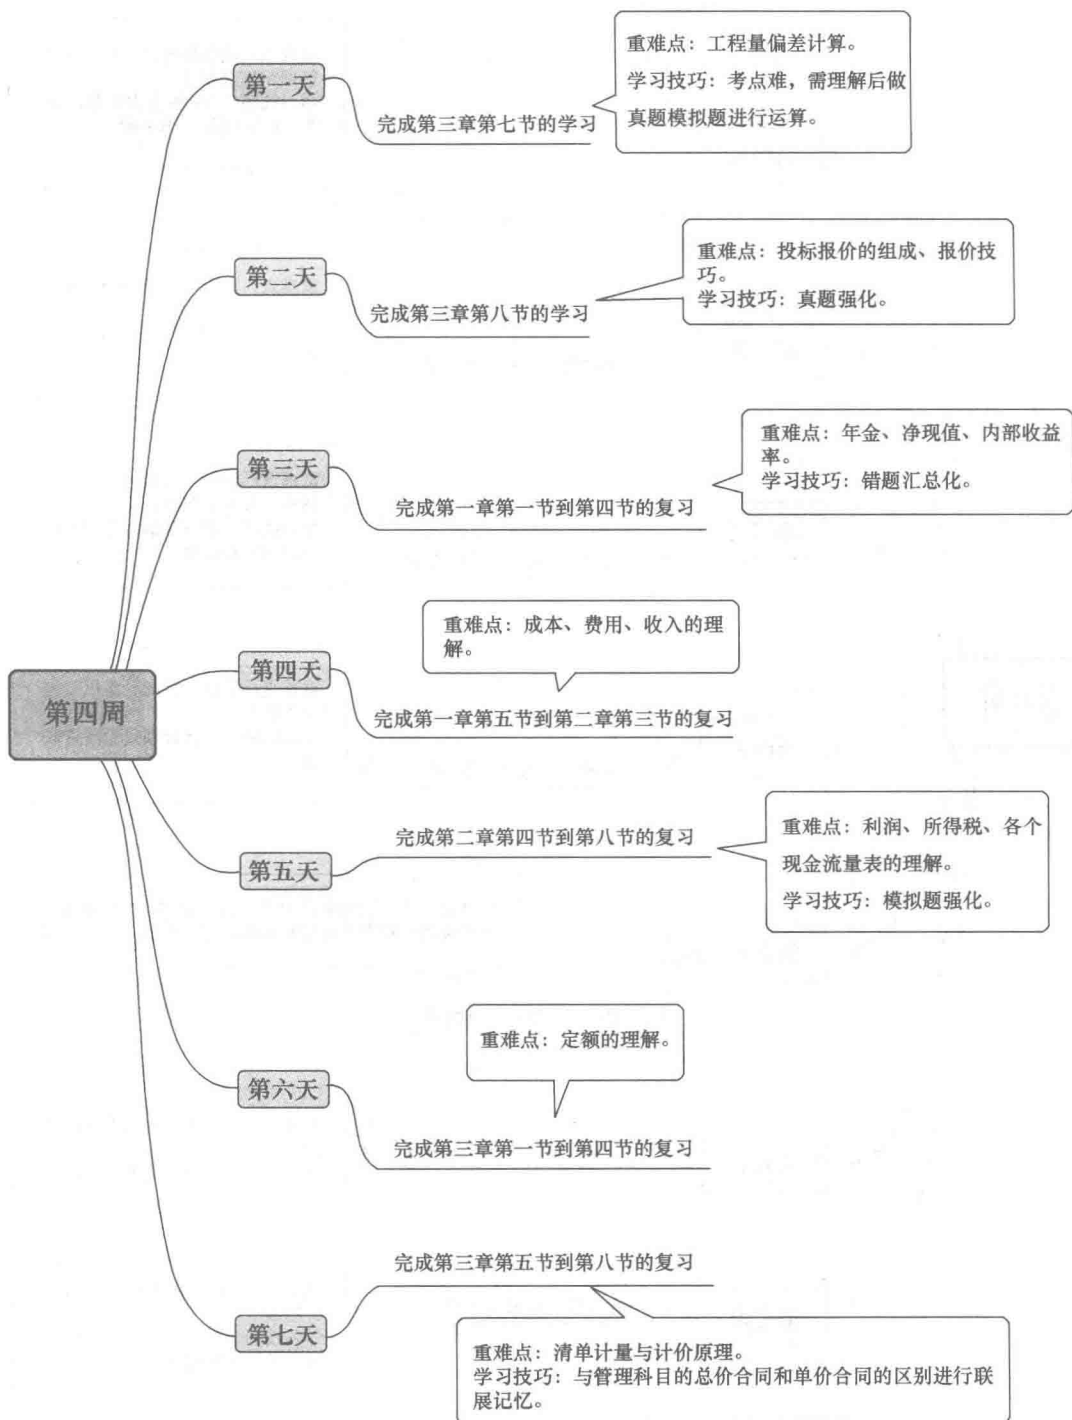 第四周
第一天
完成第三章第七节的学习
重难点：工程量偏差计算。
学习技巧：考点难，需理解后做
真题模拟题进行运算。
第二天
完成第三章第八节的学习
重难点：投标报价的组成、报价技
巧。
学习技巧：真题强化。
第三天
完成第一章第一节到第四节的复习
重难点：年金、净现值、内部收益
率。
学习技巧：错题汇总化。
第四天
完成第一章第五节到第二章第三节的复习
重难点：成本、费用、收入的理
解。
第五天
完成第二章第四节到第八节的复习
重难点：利润、所得税、各个
现金流量表的理解。
学习技巧：模拟题强化。
第六天
完成第三章第一节到第四节的复习
重难点：定额的理解。
第七天
完成第三章第五节到第八节的复习
重难点：清单计量与计价原理。
学习技巧：与管理科目的总价合同和单价合同的区别进行联
展记忆。